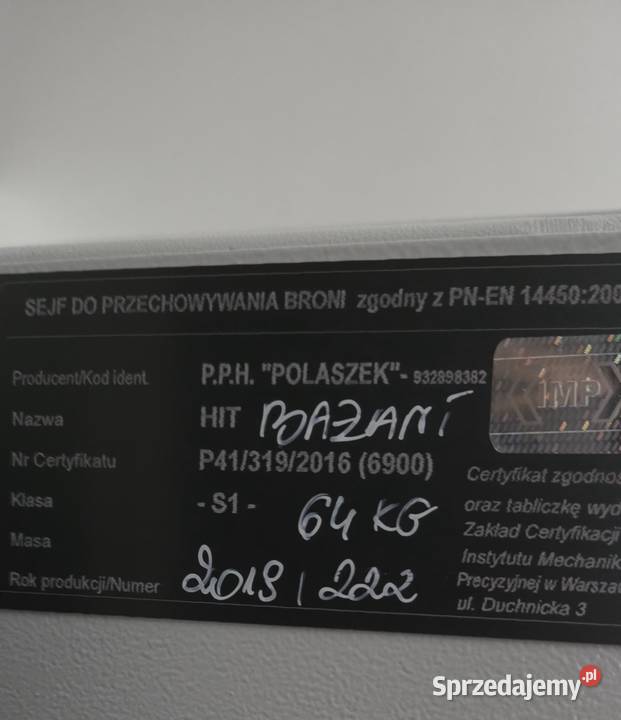 SEJF DO PRZECHOWYWANIA BRONI zgodny z PN-EN 14450:200
Producent/Kod ident. P.P.H. "POLASZEK"- 932898382
Nazwa HIT BAŻANT
Nr Certyfikatu P41/319/2016 (6900)
Klasa - S1 -
Masa 64 KG
Rok produkcji/Numer 2019 / 222
IMP
Certyfikat zgodnoś
oraz tabliczkę wyd
Zakład Certyfikacji
Instytutu Mechanik
Precyzyjnej w Warsza
ul. Duchnicka 3
Sprzedajemy.pl